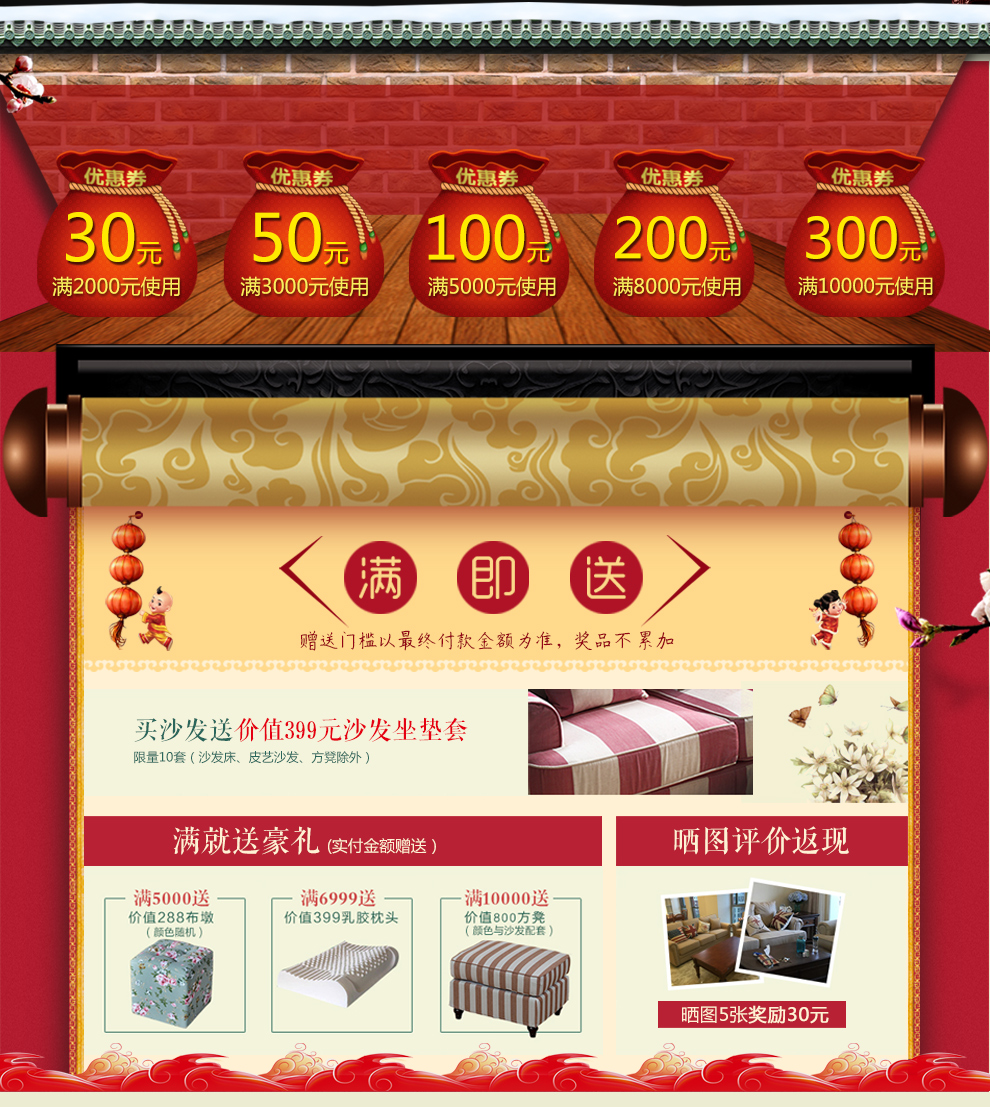 优惠券
30元
满2000元使用
优惠券
50元
满3000元使用
优惠券
100元
满5000元使用
优惠券
200元
满8000元使用
优惠券
300元
满10000元使用
满 即 送
赠送门槛以最终付款金额为准，奖品不累加
买沙发送价值399元沙发坐垫套
限量10套（沙发床、皮艺沙发、方凳除外）
满就送豪礼（实付金额赠送）
满5000送
价值288布墩
（颜色随机）
满6999送
价值399乳胶枕头
满10000送
价值800方凳
（颜色与沙发配套）
晒图评价返现
晒图5张奖励30元